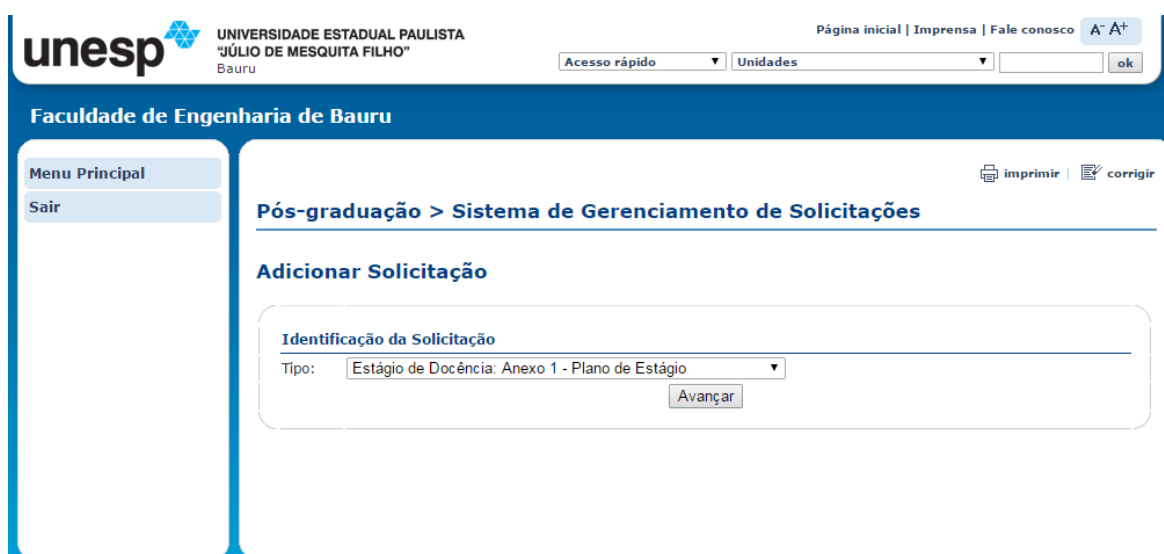 unesp
UNIVERSIDADE ESTADUAL PAULISTA
"JÚLIO DE MESQUITA FILHO"
Bauru
Página inicial | Imprensa | Fale conosco A- A+
Acesso rápido Unidades ok
Faculdade de Engenharia de Bauru
Menu Principal
Sair
imprimir | corrigir
Pós-graduação > Sistema de Gerenciamento de Solicitações
Adicionar Solicitação
Identificação da Solicitação
Tipo: Estágio de Docência: Anexo 1 - Plano de Estágio
Avançar